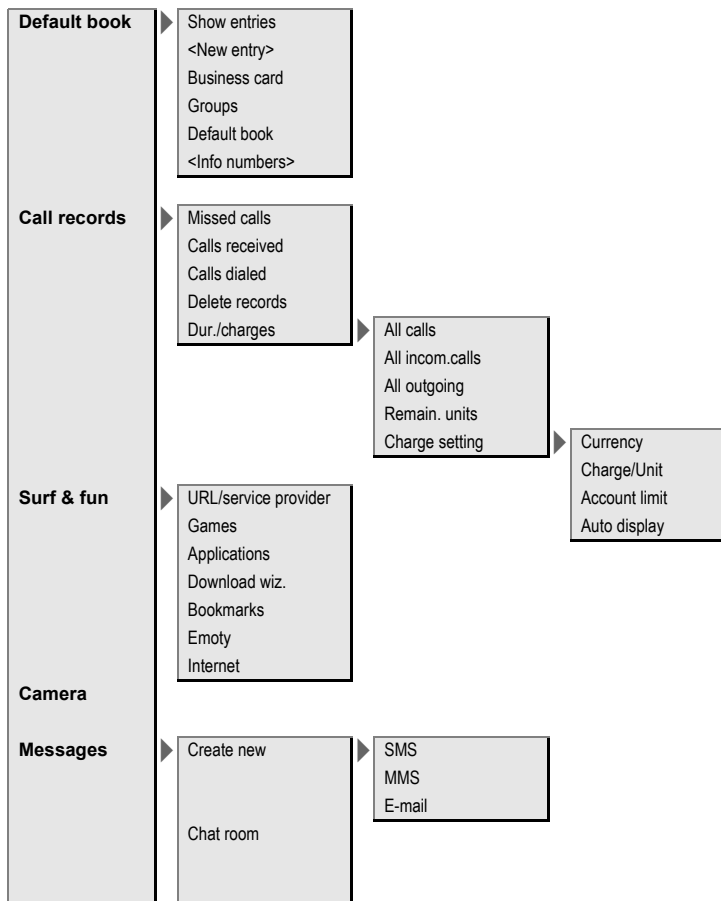 Default book
Show entries
<New entry>
Business card
Groups
Default book
<Info numbers>
Call records
Missed calls
Calls received
Calls dialed
Delete records
Dur./charges
All calls
All incom.calls
All outgoing
Remain. units
Charge setting
Currency
Charge/Unit
Account limit
Auto display
Surf & fun
URL/service provider
Games
Applications
Download wiz.
Bookmarks
Emoty
Internet
Camera
Messages
Create new
SMS
MMS
E-mail
Chat room